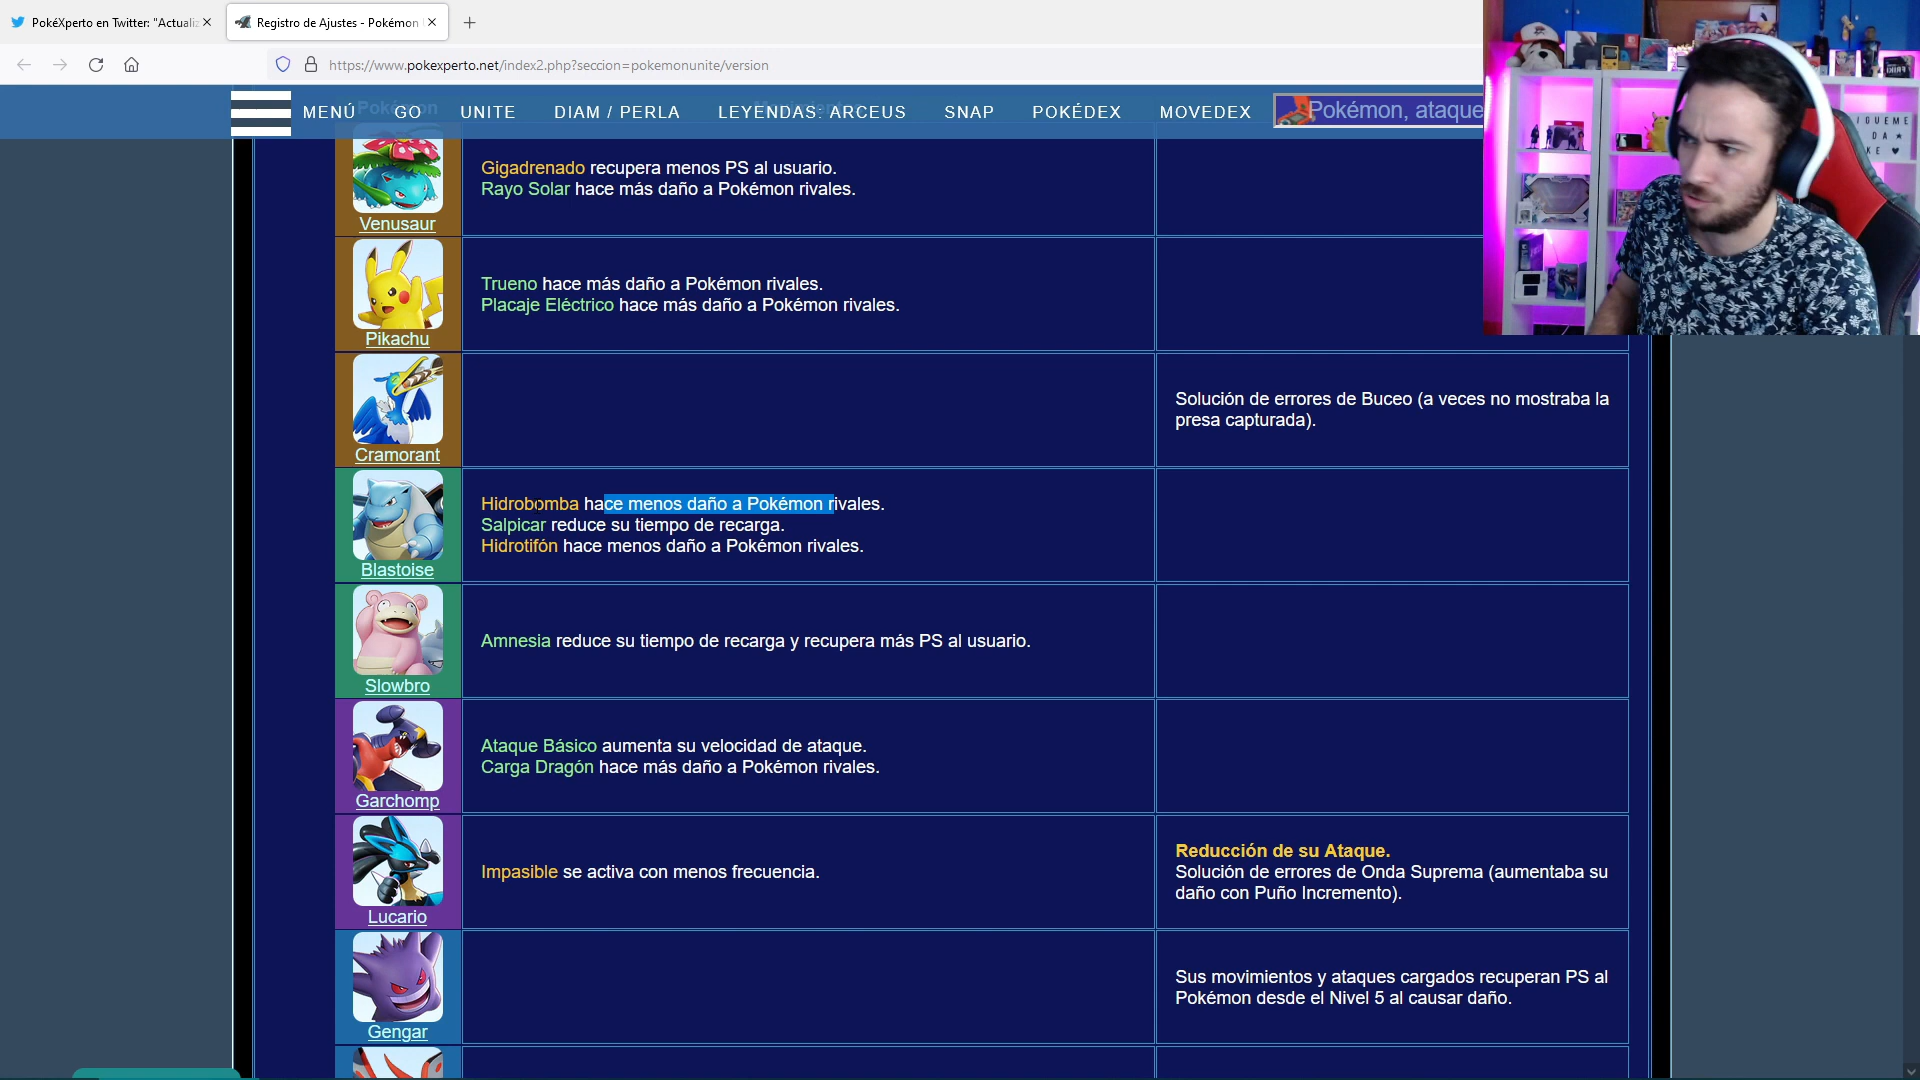 PokéXperto en Twitter: "Actualiz
Registro de Ajustes - Pokémon
https://www.pokexperto.net/index2.php?seccion=pokemonunite/version
MENÚ GO UNITE DIAM / PERLA LEYENDAS: ARCEUS SNAP POKÉDEX MOVEDEX
Pokémon, ataque
Pokémon
Gigadrenado recupera menos PS al usuario.
Rayo Solar hace más daño a Pokémon rivales.
Venusaur
Trueno hace más daño a Pokémon rivales.
Placaje Eléctrico hace más daño a Pokémon rivales.
Pikachu
Solución de errores de Buceo (a veces no mostraba la
presa capturada).
Cramorant
Hidrobomba hace menos daño a Pokémon rivales.
Salpicar reduce su tiempo de recarga.
Hidrotifón hace menos daño a Pokémon rivales.
Blastoise
Amnesia reduce su tiempo de recarga y recupera más PS al usuario.
Slowbro
Ataque Básico aumenta su velocidad de ataque.
Carga Dragón hace más daño a Pokémon rivales.
Garchomp
Impasible se activa con menos frecuencia.
Reducción de su Ataque.
Solución de errores de Onda Suprema (aumentaba su
daño con Puño Incremento).
Lucario
Sus movimientos y ataques cargados recuperan PS al
Pokémon desde el Nivel 5 al causar daño.
Gengar